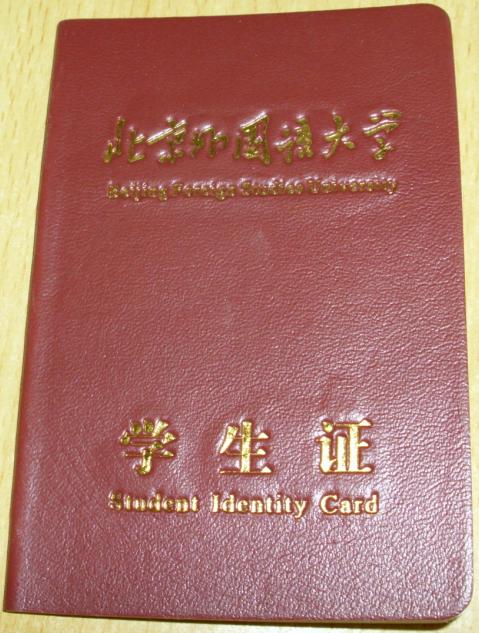 北京外国语大学
Beijing Foreign Studies University
学生证
Student Identity Card